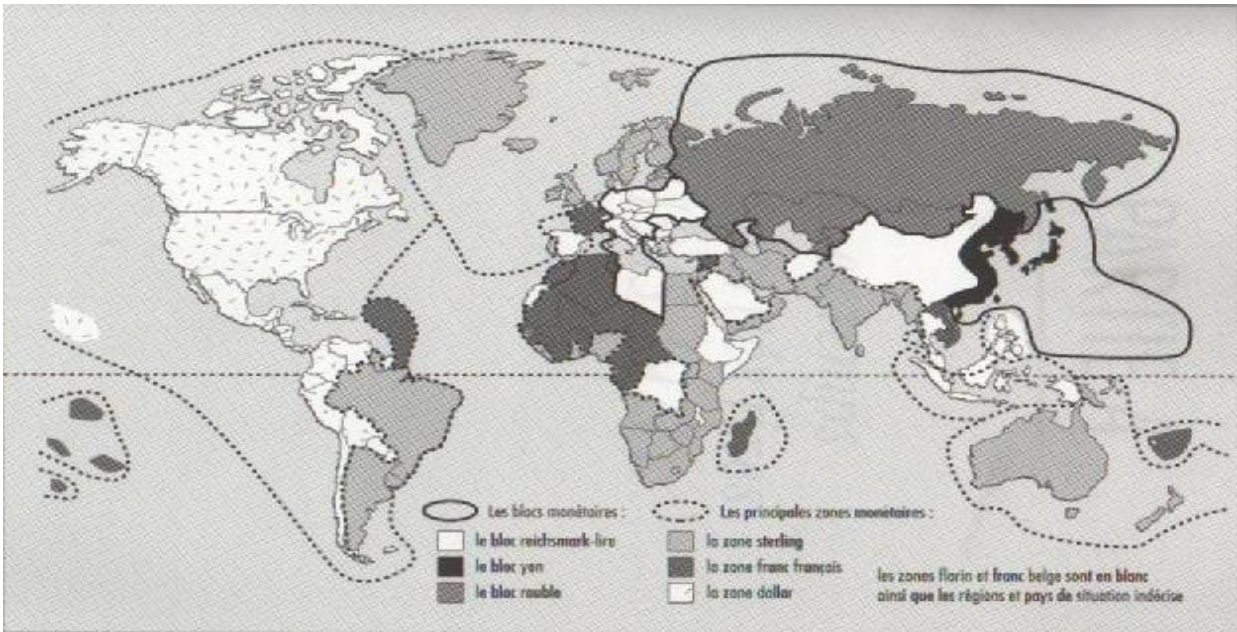 Les blocs monétaires :
le bloc reichsmark-lire
le bloc yen
le bloc rouble
Les principales zones monétaires :
la zone sterling
la zone franc français
la zone dollar
les zones florin et franc belge sont en blanc
ainsi que les régions et pays de situation indécise